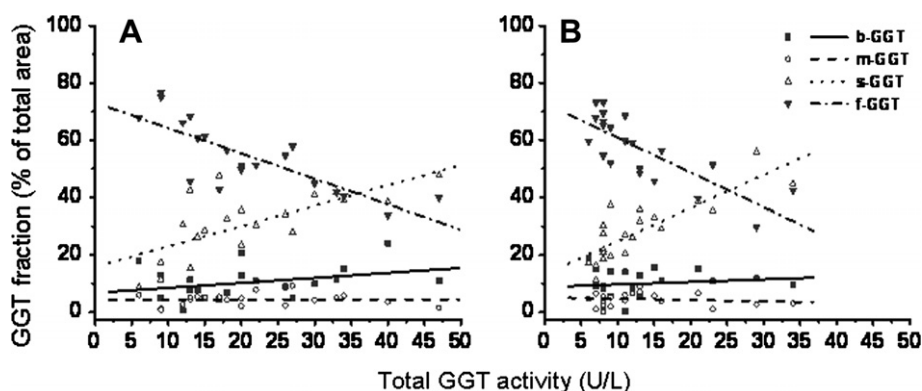 A
B
b-GGT
m-GGT
s-GGT
f-GGT
GGT fraction (% of total area)
100
80
60
40
20
0
100
80
60
40
20
0
0 5 10 15 20 25 30 35 40 45 50
0 5 10 15 20 25 30 35 40
Total GGT activity (U/L)